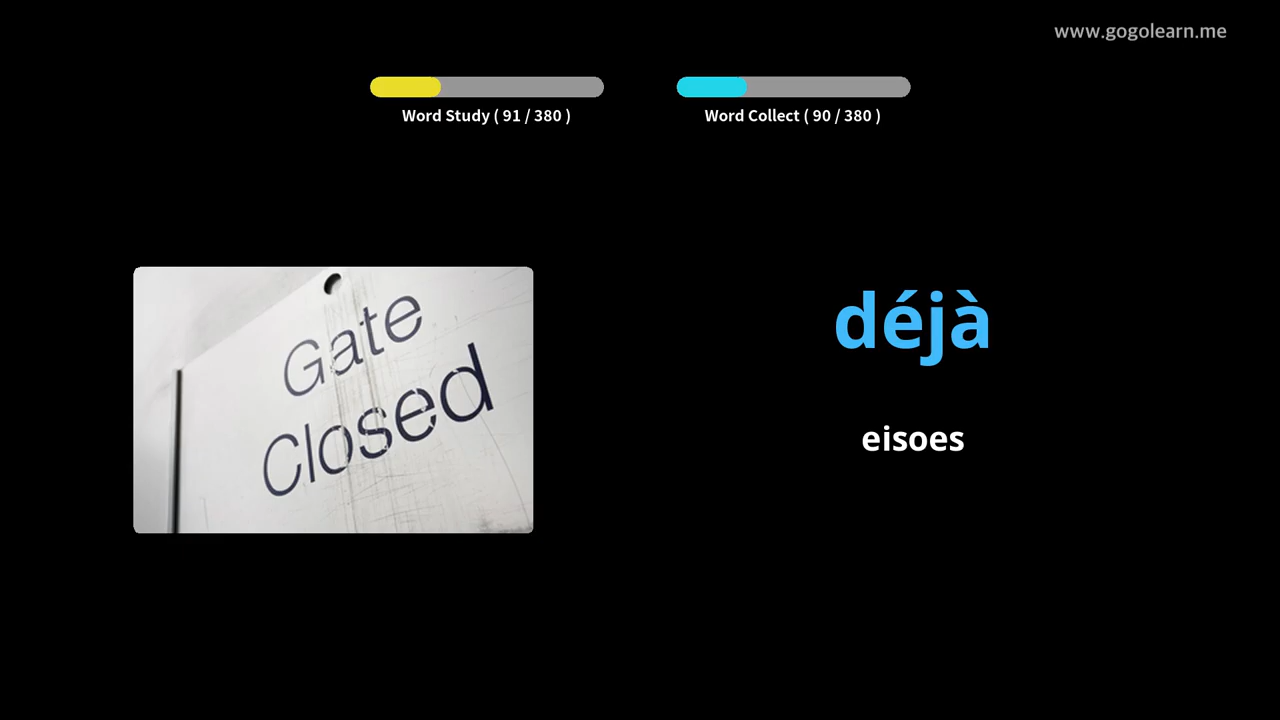 www.gogolearn.me
Word Study ( 91 / 380 )
Word Collect ( 90 / 380 )
Gate
Closed
déjà
eisoes